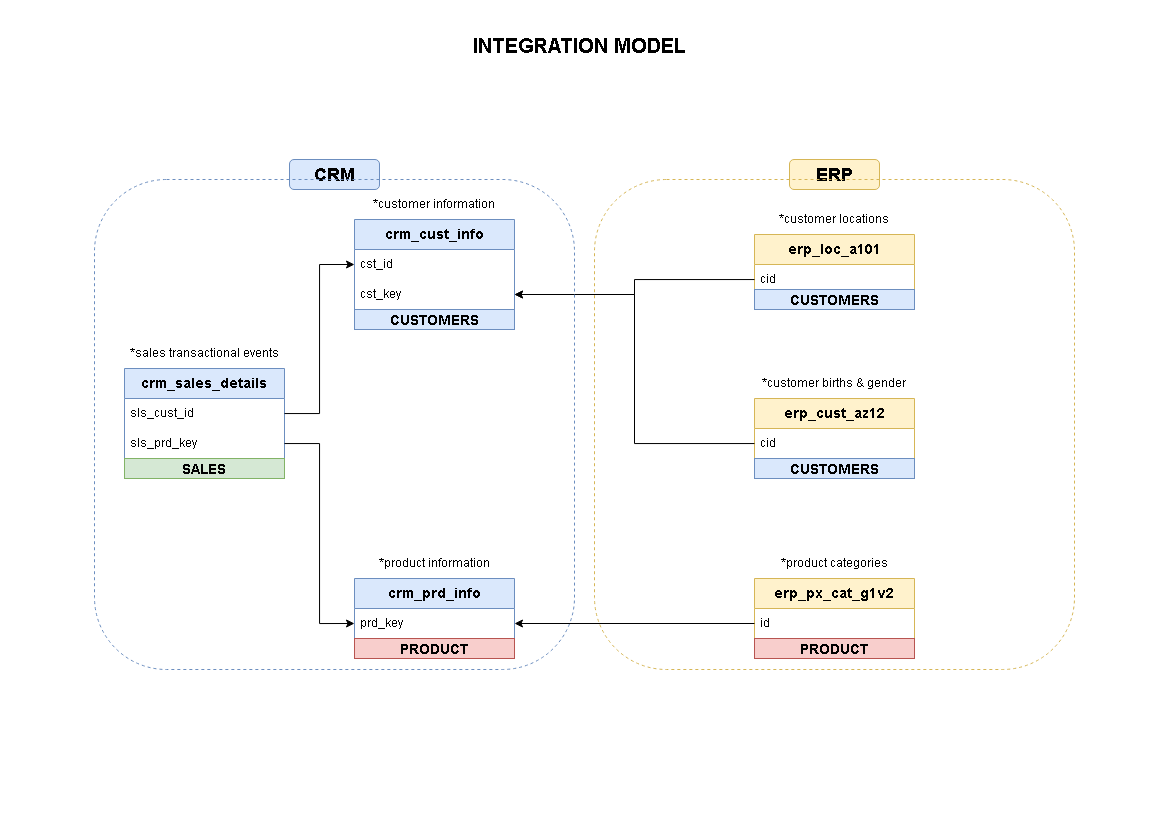 INTEGRATION MODEL
CRM
*customer information
crm_cust_info
cst_id
cst_key
CUSTOMERS
*sales transactional events
crm_sales_details
sls_cust_id
sls_prd_key
SALES
*product information
crm_prd_info
prd_key
PRODUCT
ERP
*customer locations
erp_loc_a101
cid
CUSTOMERS
*customer births & gender
erp_cust_az12
cid
CUSTOMERS
*product categories
erp_px_cat_g1v2
id
PRODUCT